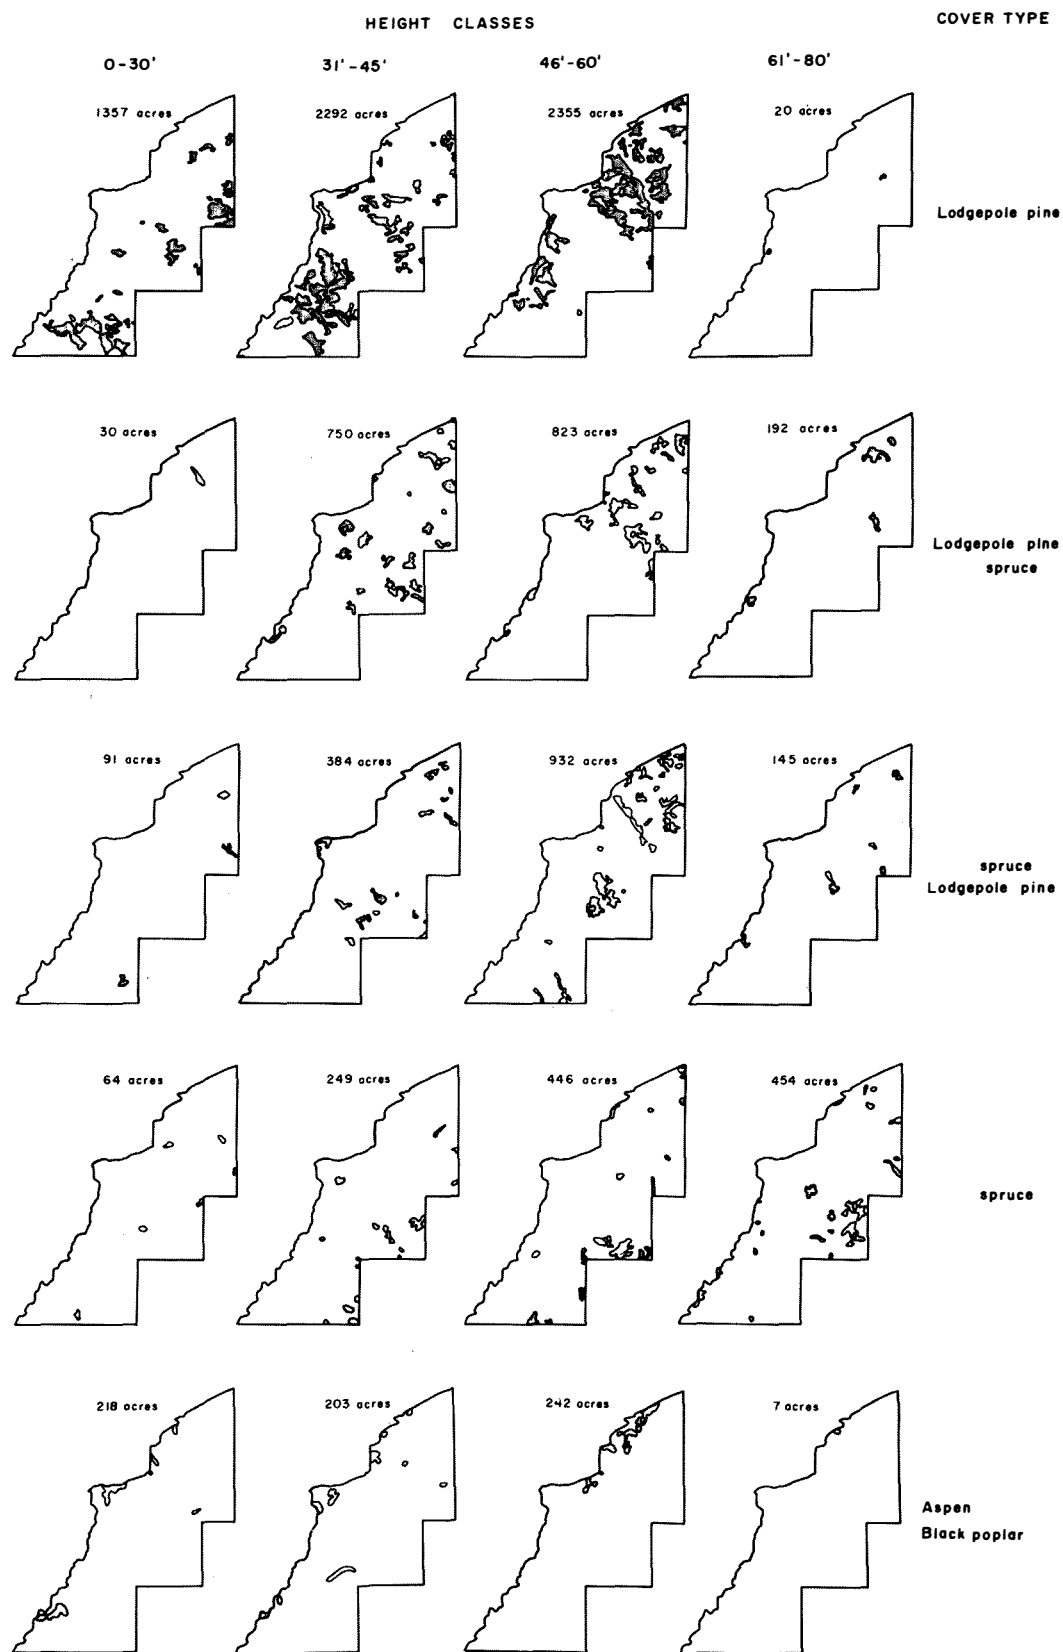 HEIGHT CLASSES
COVER TYPE
0-30'
31'-45'
46'-60'
61'-80'
1357 acres
2292 acres
2355 acres
20 acres
Lodgepole pine
30 acres
750 acres
823 acres
192 acres
Lodgepole pine
spruce
91 acres
384 acres
932 acres
145 acres
spruce
Lodgepole pine
64 acres
249 acres
446 acres
454 acres
spruce
218 acres
203 acres
242 acres
7 acres
Aspen
Black poplar